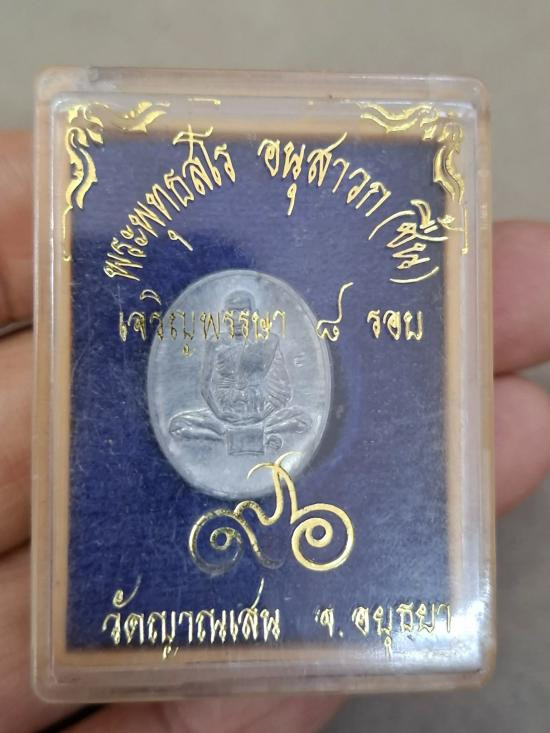 พระพุทธสโร อนุสาวก (ชื่น)
เจริญพรรษา ๘ รอบ
๙๖
วัดญาณเสน จ.อยุธยา